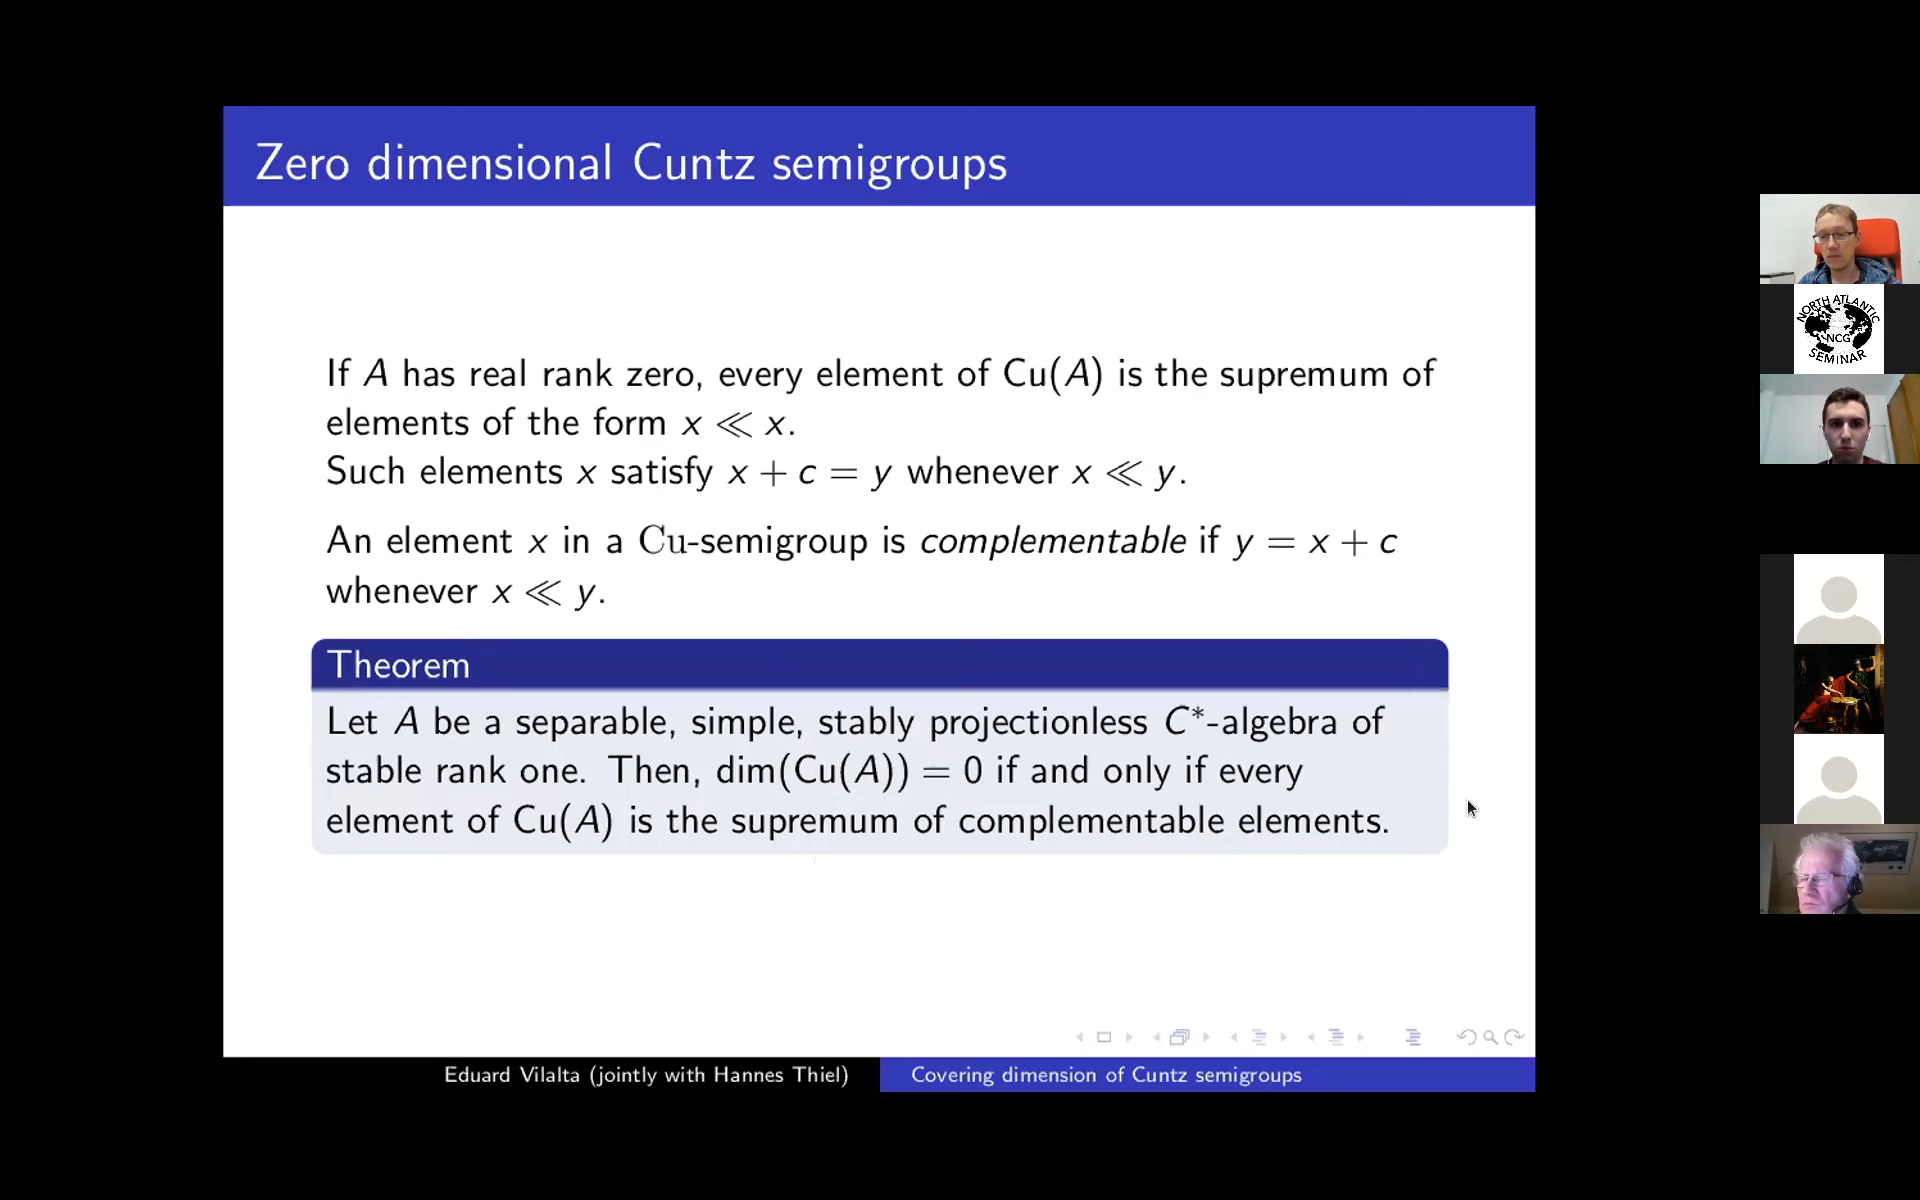 Zero dimensional Cuntz semigroups
If A has real rank zero, every element of Cu(A) is the supremum of
elements of the form x ≪ x.
Such elements x satisfy x + c = y whenever x ≪ y.
An element x in a Cu-semigroup is complementable if y = x + c
whenever x ≪ y.
Theorem
Let A be a separable, simple, stably projectionless C*-algebra of
stable rank one. Then, dim(Cu(A)) = 0 if and only if every
element of Cu(A) is the supremum of complementable elements.
Eduard Vilalta (jointly with Hannes Thiel)
Covering dimension of Cuntz semigroups
NORTH ATLANTIC
NCG
SEMINAR